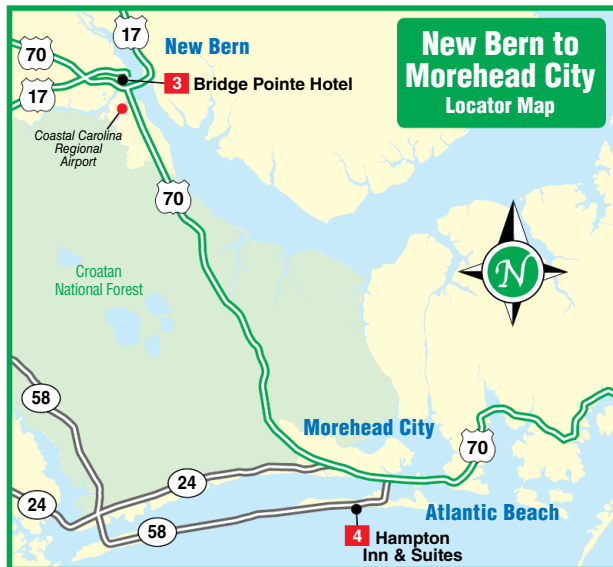 New Bern to
Morehead City
Locator Map
17
70
New Bern
3 Bridge Pointe Hotel
17
Coastal Carolina
Regional
Airport
70
N
Croatan
National Forest
58
Morehead City
70
24
24
Atlantic Beach
58
4 Hampton
Inn & Suites